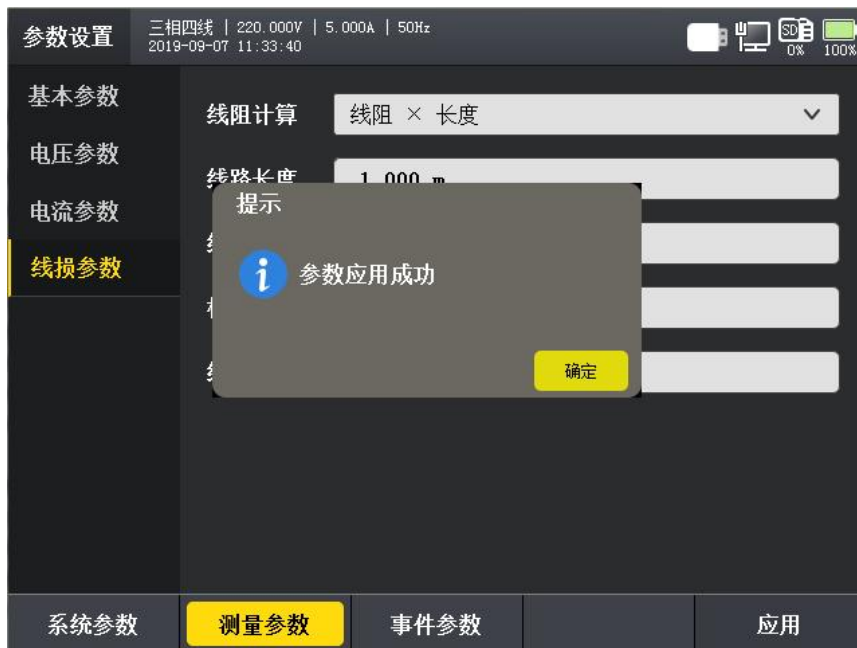 参数设置
三相四线 | 220.000V | 5.000A | 50Hz
2019-09-07 11:33:40
SD
0%
100%
基本参数
电压参数
电流参数
线损参数
线阻计算
线阻 × 长度
线路长度
1.000 m
提示
参数应用成功
确定
系统参数
测量参数
事件参数
应用